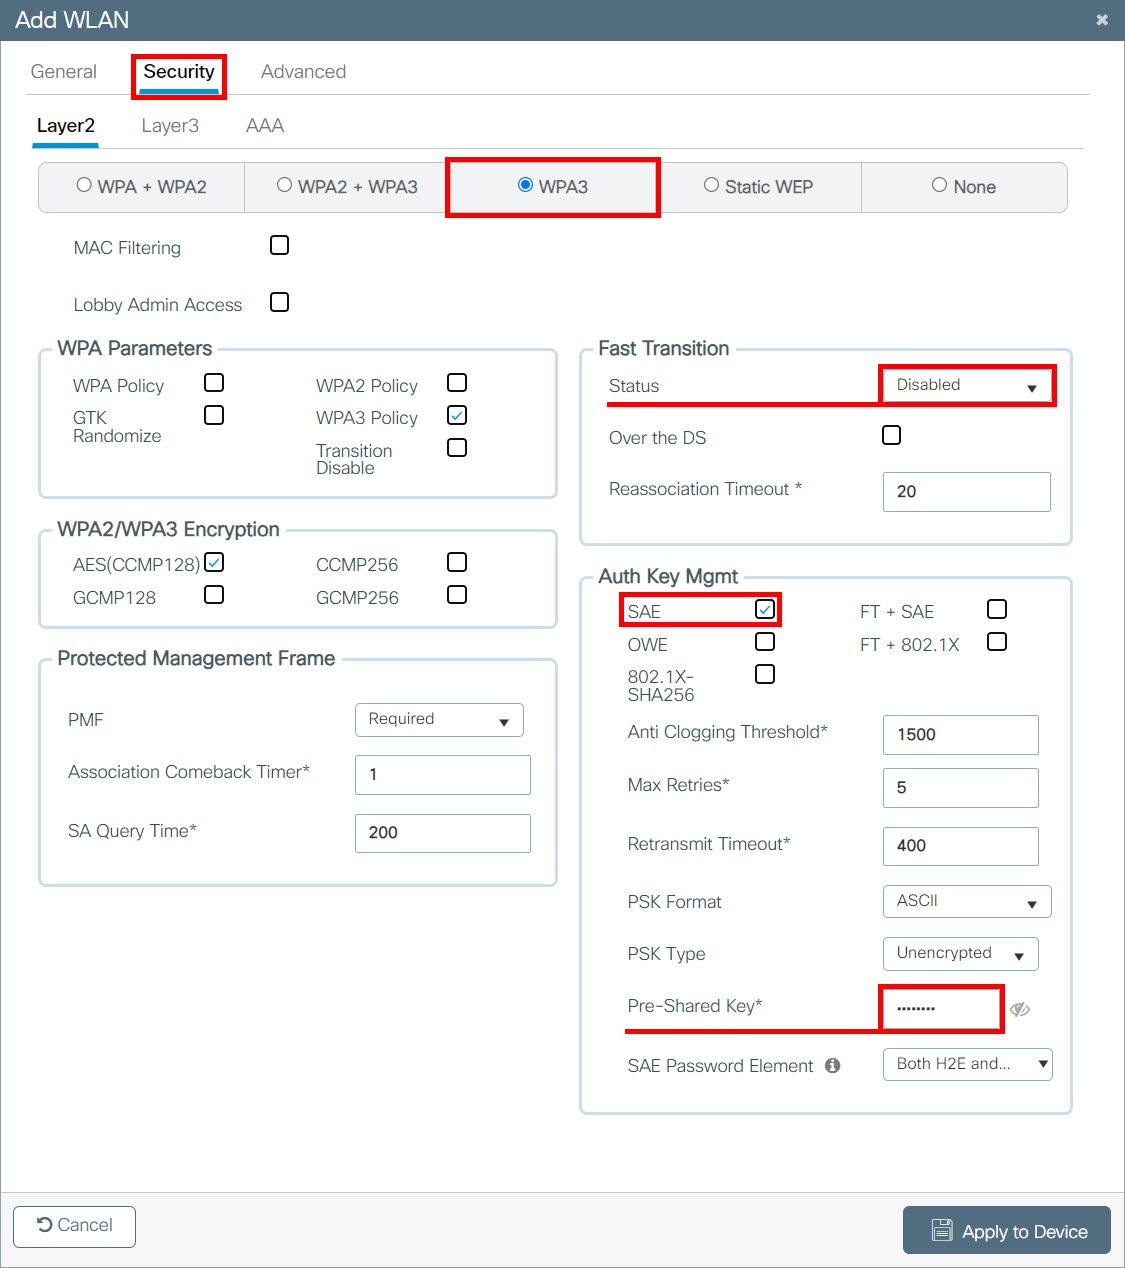 Add WLAN
General Security Advanced
Layer2 Layer3 AAA
WPA + WPA2 WPA2 + WPA3 WPA3 Static WEP None
MAC Filtering
Lobby Admin Access
WPA Parameters
WPA Policy WPA2 Policy
GTK Randomize WPA3 Policy
Transition Disable
WPA2/WPA3 Encryption
AES(CCMP128) CCMP256
GCMP128 GCMP256
Protected Management Frame
PMF Required
Association Comeback Timer* 1
SA Query Time* 200
Fast Transition
Status Disabled
Over the DS
Reassociation Timeout * 20
Auth Key Mgmt
SAE FT + SAE
OWE FT + 802.1X
802.1X-
SHA256
Anti Clogging Threshold* 1500
Max Retries* 5
Retransmit Timeout* 400
PSK Format ASCII
PSK Type Unencrypted
Pre-Shared Key* ········
SAE Password Element Both H2E and...
Cancel Apply to Device